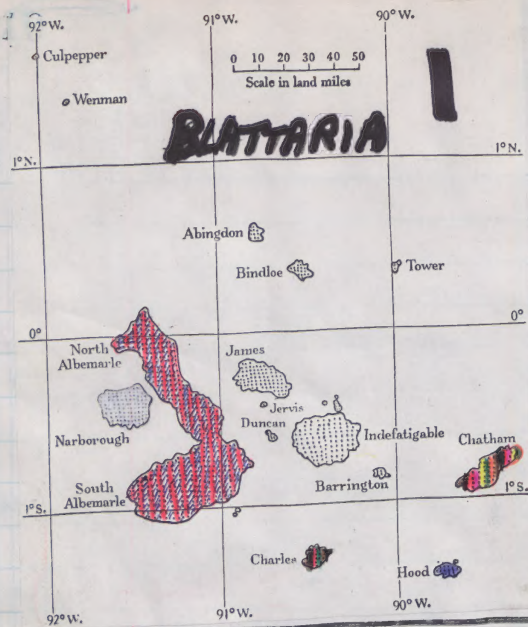 92° W. 91° W. 90° W.
Culpepper
0 10 20 30 40 50
Scale in land miles
Wenman
I
BLATTARIA
1° N. 1° N.
Abingdon
Bindloe
Tower
0° 0°
North
Albemarle
James
Jervis
Narborough
Duncan
Indefatigable
Chatham
South
Albemarle
Barrington
1° S. 1° S.
Charles
Hood
92° W. 91° W. 90° W.